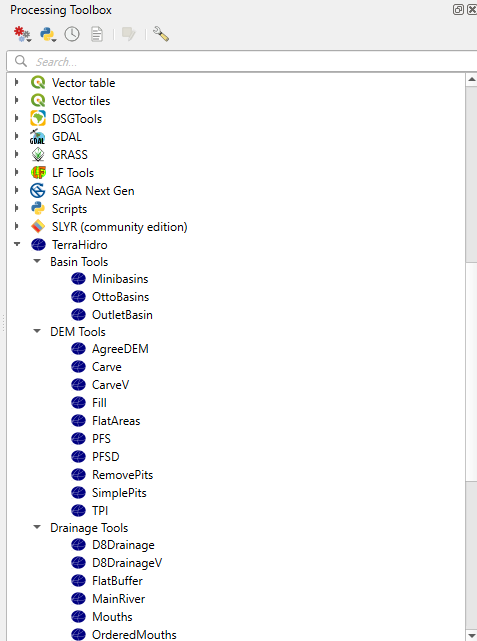 Processing Toolbox
Search...
Vector table
Vector tiles
DSGTools
GDAL
GRASS
LF Tools
SAGA Next Gen
Scripts
SLYR (community edition)
TerraHidro
Basin Tools
Minibasins
OttoBasins
OutletBasin
DEM Tools
AgreeDEM
Carve
CarveV
Fill
FlatAreas
PFS
PFSD
RemovePits
SimplePits
TPI
Drainage Tools
D8Drainage
D8DrainageV
FlatBuffer
MainRiver
Mouths
OrderedMouths